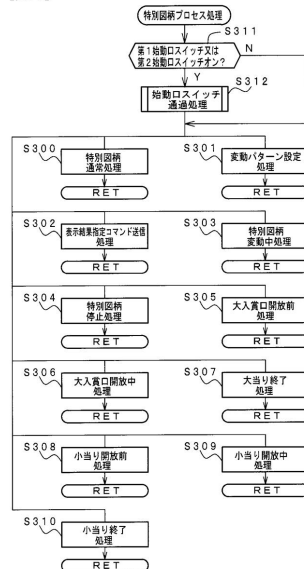 特別図柄プロセス処理
S311
第1始動口スイッチ又は
第2始動口スイッチオン?
N
Y
S312
始動口スイッチ
通過処理
S300
特別図柄
通常処理
RET
S301
変動パターン設定
処理
RET
S302
表示結果指定コマンド送信
処理
RET
S303
特別図柄
変動中処理
RET
S304
特別図柄
停止処理
RET
S305
大入賞口開放前
処理
RET
S306
大入賞口開放中
処理
RET
S307
大当り終了
処理
RET
S308
小当り開放前
処理
RET
S309
小当り開放中
処理
RET
S310
小当り終了
処理
RET